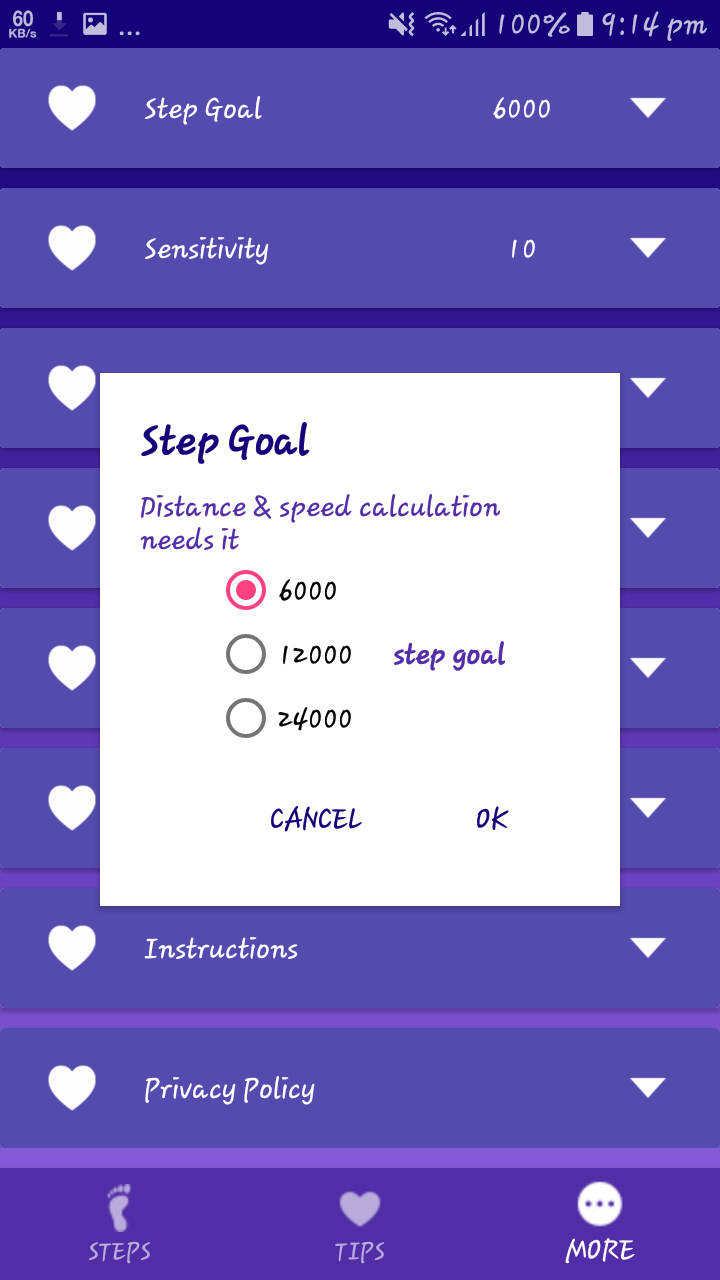 60
KB/s
... 100% 9:14 pm
Step Goal 6000
Sensitivity 10
Step Goal
Distance & speed calculation
needs it
6000
12000 step goal
24000
CANCEL OK
Instructions
Privacy Policy
STEPS TIPS MORE